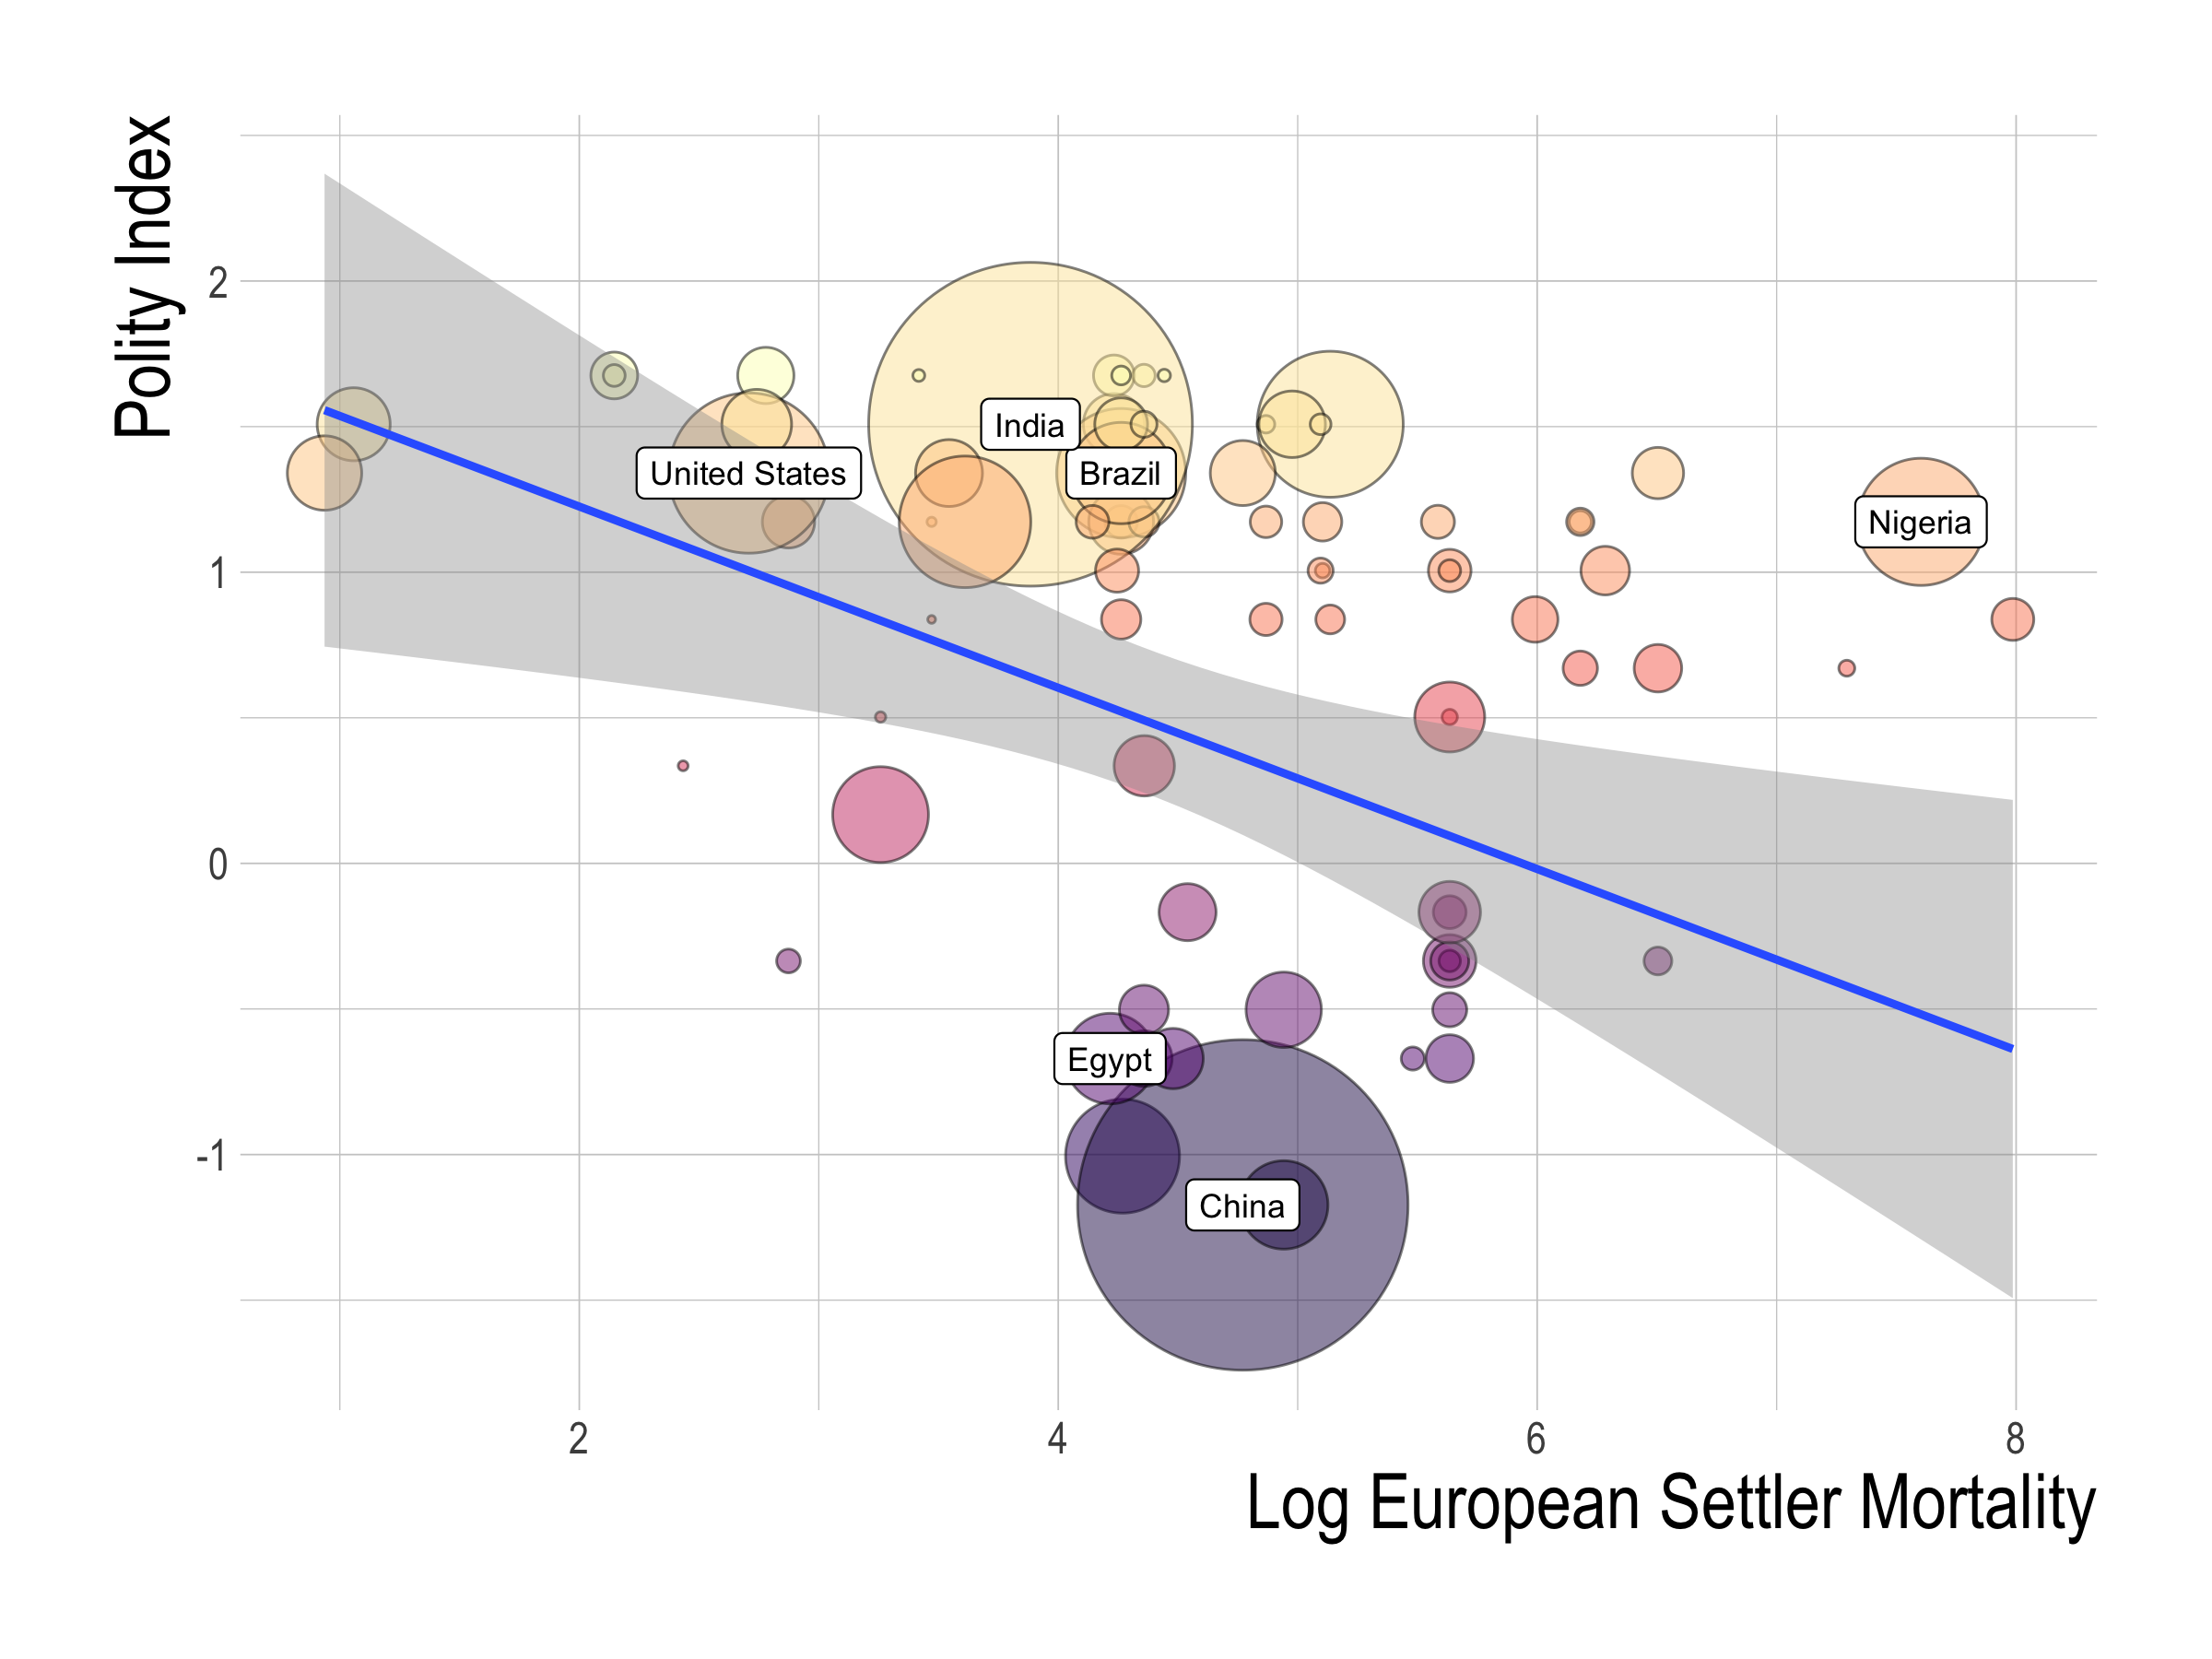 Polity Index
2
1
0
-1
India
United States
Brazil
Nigeria
Egypt
China
2
4
6
8
Log European Settler Mortality